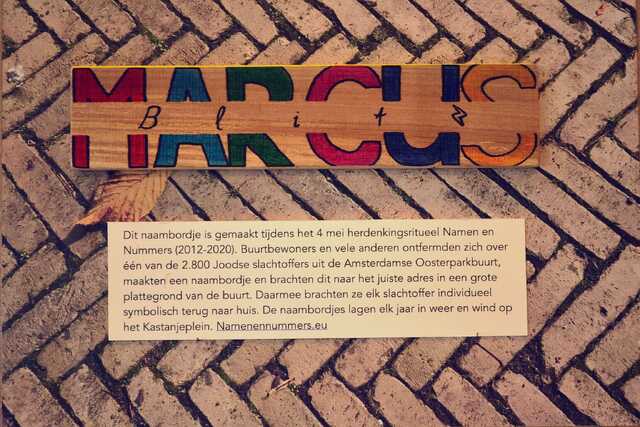 MARCUS
Blitz
Dit naambordje is gemaakt tijdens het 4 mei herdenkingsritueel Namen en
Nummers (2012-2020). Buurtbewoners en vele anderen ontfermden zich over
één van de 2.800 Joodse slachtoffers uit de Amsterdamse Oosterparkbuurt,
maakten een naambordje en brachten dit naar het juiste adres in een grote
plattegrond van de buurt. Daarmee brachten ze elk slachtoffer individueel
symbolisch terug naar huis. De naambordjes lagen elk jaar in weer en wind op
het Kastanjeplein. Namenennummers.eu